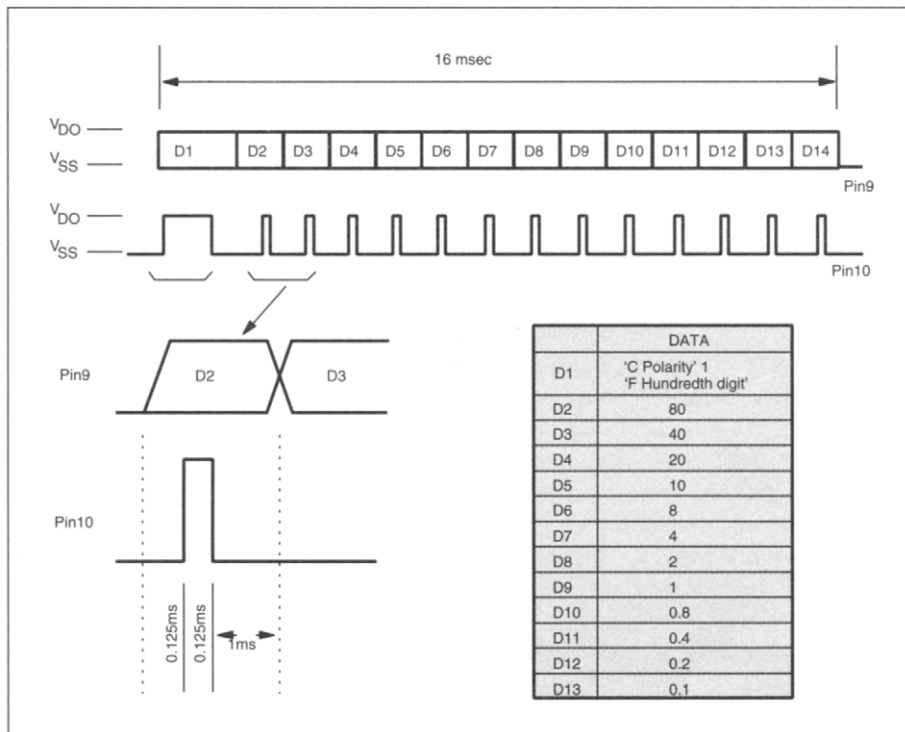 16 msec
VDO
VSS
D1 D2 D3 D4 D5 D6 D7 D8 D9 D10 D11 D12 D13 D14
Pin9
VDO
VSS
Pin10
Pin9
D2 D3
Pin10
0.125ms
0.125ms
1ms
DATA
D1 'C Polarity' 1
'F Hundredth digit'
D2 80
D3 40
D4 20
D5 10
D6 8
D7 4
D8 2
D9 1
D10 0.8
D11 0.4
D12 0.2
D13 0.1